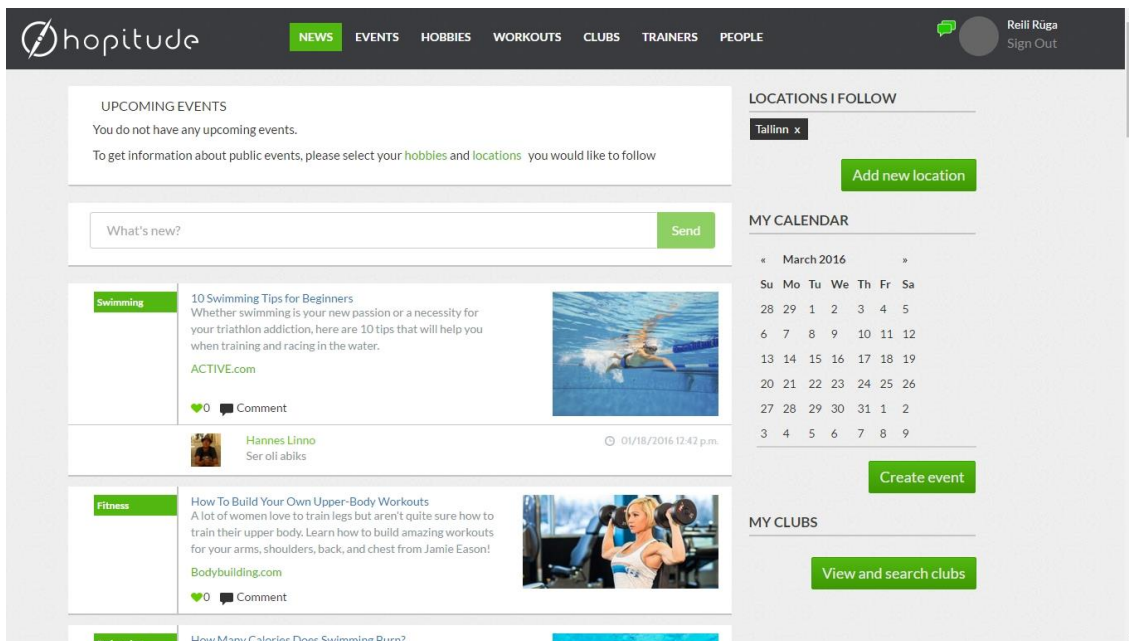 hopitude
NEWS EVENTS HOBBIES WORKOUTS CLUBS TRAINERS PEOPLE
Reili Rüga
Sign Out
UPCOMING EVENTS
You do not have any upcoming events.
To get information about public events, please select your hobbies and locations you would like to follow
What's new?
Send
Swimming
10 Swimming Tips for Beginners
Whether swimming is your new passion or a necessity for
your triathlon addiction, here are 10 tips that will help you
when training and racing in the water.
ACTIVE.com
0 Comment
Hannes Linno
01/18/2016 12:42 p.m.
Ser oli abiks
Fitness
How To Build Your Own Upper-Body Workouts
A lot of women love to train legs but aren't quite sure how to
train their upper body. Learn how to build amazing workouts
for your arms, shoulders, back, and chest from Jamie Eason!
Bodybuilding.com
0 Comment
How Many Calories Does Swimming Burn?
LOCATIONS I FOLLOW
Tallinn x
Add new location
MY CALENDAR
« March 2016 »
Su Mo Tu We Th Fr Sa
28 29 1 2 3 4 5
6 7 8 9 10 11 12
13 14 15 16 17 18 19
20 21 22 23 24 25 26
27 28 29 30 31 1 2
3 4 5 6 7 8 9
Create event
MY CLUBS
View and search clubs